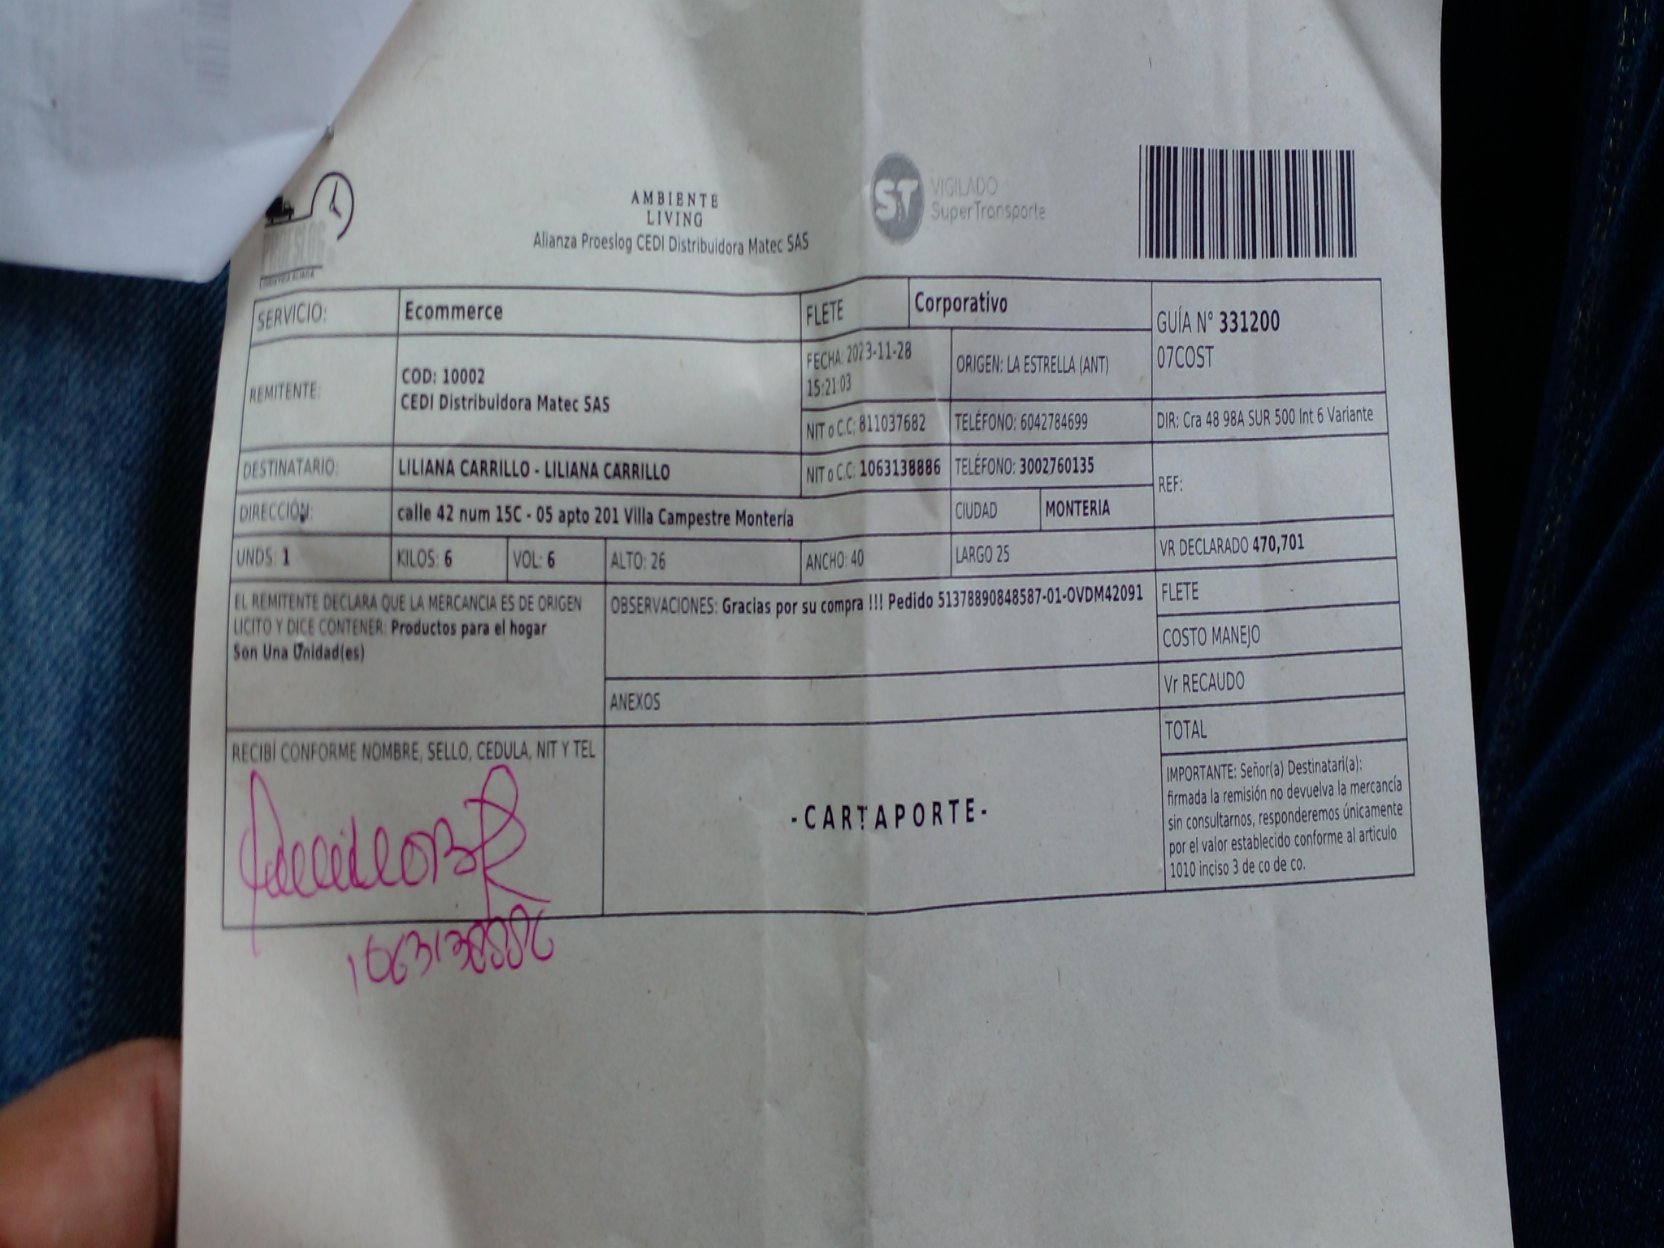 AMBIENTE
LIVING
Alianza Proeslog CEDI Distribuidora Matec SAS
PROESLOG
ST VIGILADO
SuperTransporte
SERVICIO: Ecommerce FLETE Corporativo
GUÍA N° 331200
07COST
REMITENTE: COD: 10002
CEDI Distribuidora Matec SAS
FECHA: 2023-11-28
15:21:03
ORIGEN: LA ESTRELLA (ANT)
NIT o C.C: 811037682 TELÉFONO: 6042784699 DIR: Cra 48 98A SUR 500 Int 6 Variante
DESTINATARIO: LILIANA CARRILLO - LILIANA CARRILLO NIT o C.C: 1063138886 TELÉFONO: 3002760135
REF:
DIRECCIÓN: calle 42 num 15C - 05 apto 201 Villa Campestre Montería CIUDAD MONTERIA
UNDS: 1 KILOS: 6 VOL: 6 ALTO: 26 ANCHO: 40 LARGO 25 VR DECLARADO 470,701
EL REMITENTE DECLARA QUE LA MERCANCIA ES DE ORIGEN
LICITO Y DICE CONTENER: Productos para el hogar
Son Una Unidad(es)
OBSERVACIONES: Gracias por su compra !!! Pedido 51378890848587-01-OVDM42091
FLETE
COSTO MANEJO
ANEXOS
Vr RECAUDO
TOTAL
RECIBÍ CONFORME NOMBRE, SELLO, CEDULA, NIT Y TEL
1063138886
-CARTAPORTE-
IMPORTANTE: Señor(a) Destinatari(a):
firmada la remisión no devuelva la mercancía
sin consultarnos, responderemos únicamente
por el valor establecido conforme al articulo
1010 inciso 3 de co de co.